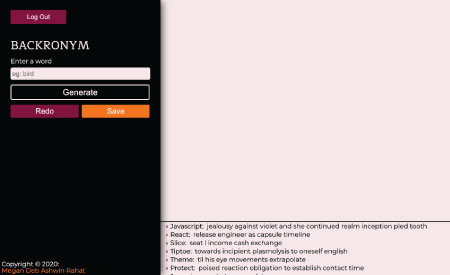 Log Out
BACKRONYM
Enter a word
eg: bird
Generate
Redo Save
Javascript: jealousy against violet and she continued realm inception pled tooth
React: release engineer as capsule timeline
Slice: seat I income cash exchange
Tiptoe: towards incipient plasmolysis to oneself english
Theme: til his eye movements extrapolate
Protect: poised reaction obligation to establish contact time
Copyright © 2020:
Megan Deb Ashwin Rahat